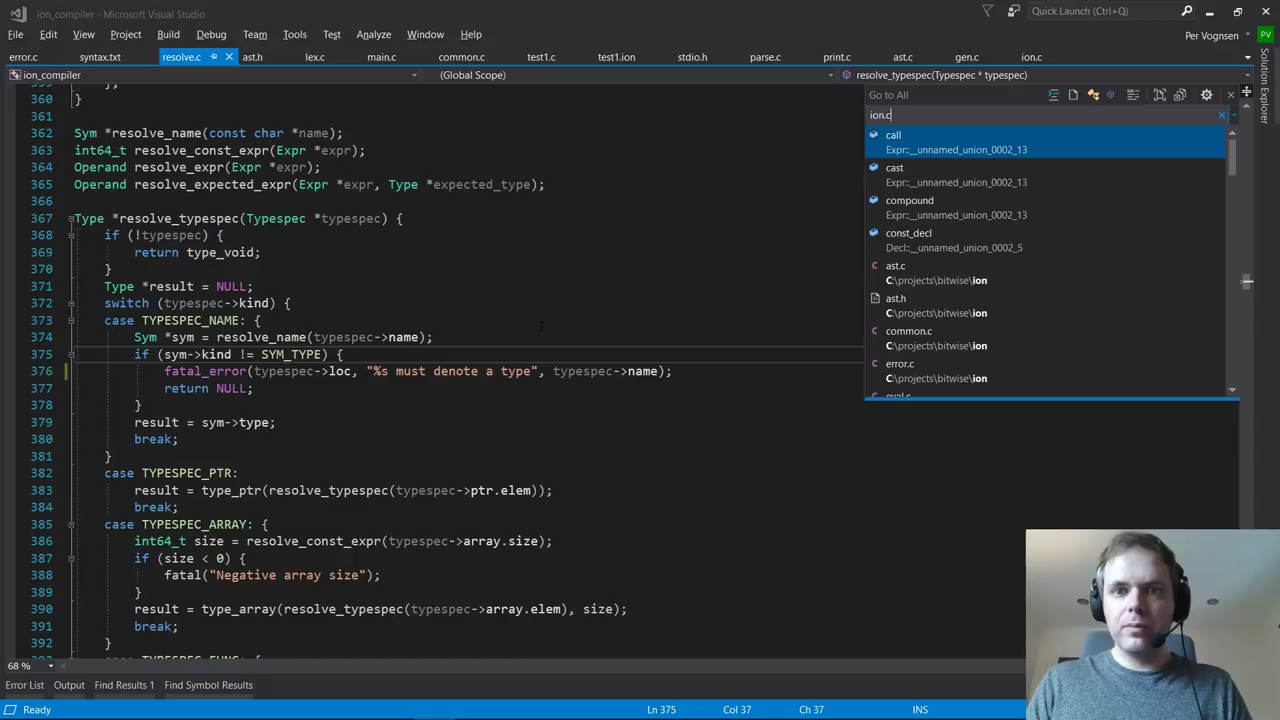 ion_compiler - Microsoft Visual Studio
Quick Launch (Ctrl+Q)
File Edit View Project Build Debug Team Tools Test Analyze Window Help
Per Vognsen PV
error.c syntax.txt resolve.c ast.h lex.c main.c common.c test1.c test1.ion stdio.h parse.c print.c ast.c gen.c ion.c
Solution Explorer
ion_compiler (Global Scope) resolve_typespec(Typespec * typespec)
Go to All
ion.c
call
Expr::__unnamed_union_0002_13
cast
Expr::__unnamed_union_0002_13
compound
Expr::__unnamed_union_0002_13
const_decl
Decl::__unnamed_union_0002_5
ast.c
C:\projects\bitwise\ion
ast.h
C:\projects\bitwise\ion
common.c
C:\projects\bitwise\ion
error.c
C:\projects\bitwise\ion
360 }
361
362 Sym *resolve_name(const char *name);
363 int64_t resolve_const_expr(Expr *expr);
364 Operand resolve_expr(Expr *expr);
365 Operand resolve_expected_expr(Expr *expr, Type *expected_type);
366
367 Type *resolve_typespec(Typespec *typespec) {
368 if (!typespec) {
369 return type_void;
370 }
371 Type *result = NULL;
372 switch (typespec->kind) {
373 case TYPESPEC_NAME: {
374 Sym *sym = resolve_name(typespec->name);
375 if (sym->kind != SYM_TYPE) {
376 fatal_error(typespec->loc, "%s must denote a type", typespec->name);
377 return NULL;
378 }
379 result = sym->type;
380 break;
381 }
382 case TYPESPEC_PTR:
383 result = type_ptr(resolve_typespec(typespec->ptr.elem));
384 break;
385 case TYPESPEC_ARRAY: {
386 int64_t size = resolve_const_expr(typespec->array.size);
387 if (size < 0) {
388 fatal("Negative array size");
389 }
390 result = type_array(resolve_typespec(typespec->array.elem), size);
391 break;
392 }
68 %
Error List Output Find Results 1 Find Symbol Results
Ready Ln 375 Col 37 Ch 37 INS